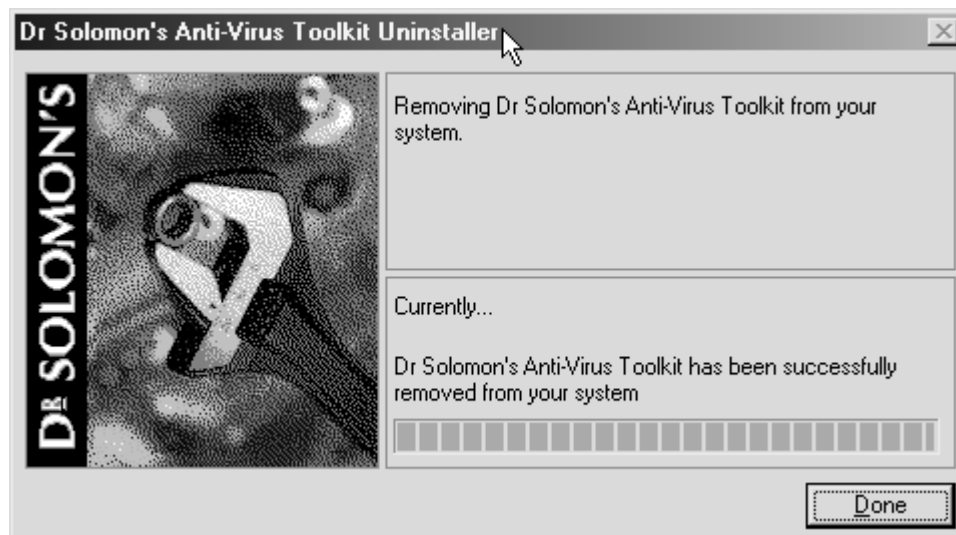 Dr Solomon's Anti-Virus Toolkit Uninstaller
DR SOLOMON'S
Removing Dr Solomon's Anti-Virus Toolkit from your
system.
Currently...
Dr Solomon's Anti-Virus Toolkit has been successfully
removed from your system
Done